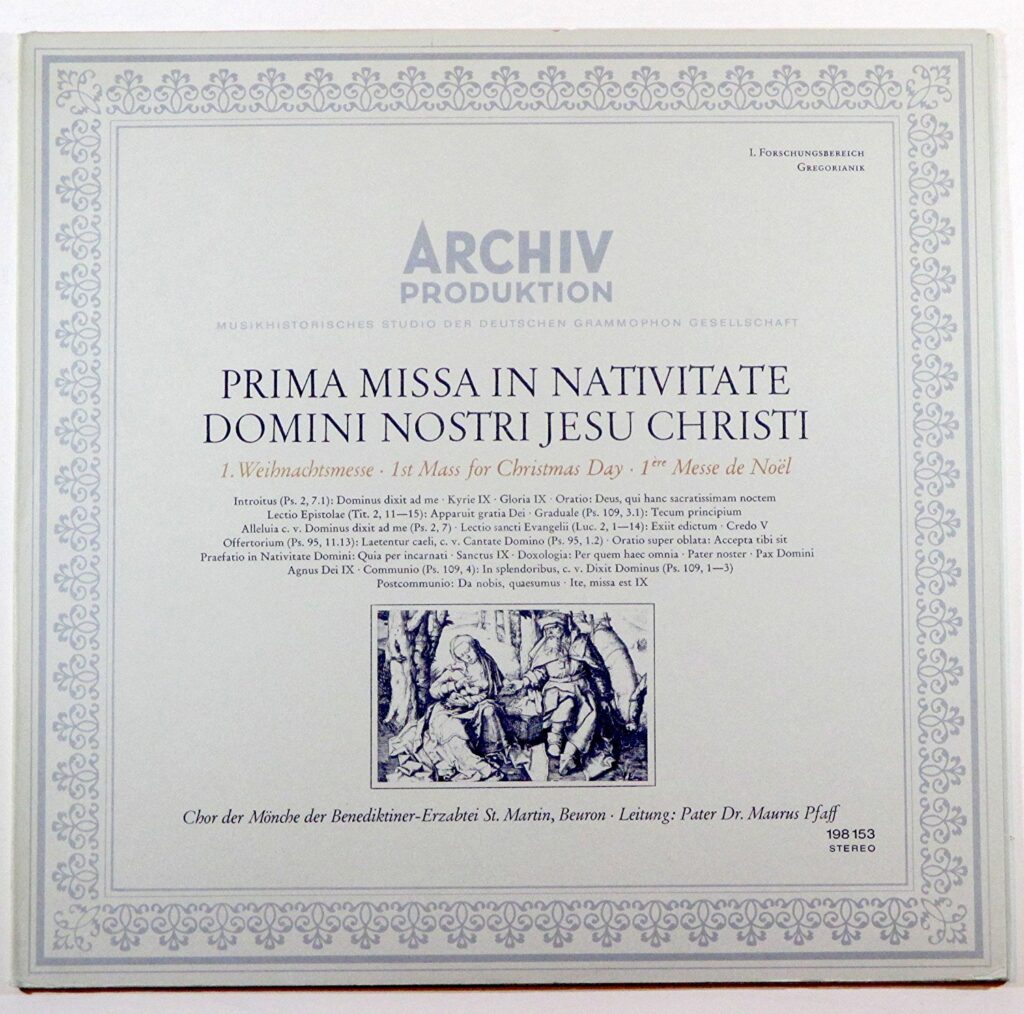 I. Forschungsbereich
Gregorianik
ARCHIV
PRODUKTION
MUSIKHISTORISCHES STUDIO DER DEUTSCHEN GRAMMOPHON GESELLSCHAFT
PRIMA MISSA IN NATIVITATE
DOMINI NOSTRI JESU CHRISTI
1. Weihnachtsmesse · 1st Mass for Christmas Day · 1ère Messe de Noël
Introitus (Ps. 2, 7.1): Dominus dixit ad me · Kyrie IX · Gloria IX · Oratio: Deus, qui hanc sacratissimam noctem
Lectio Epistolae (Tit. 2, 11—15): Apparuit gratia Dei · Graduale (Ps. 109, 3.1): Tecum principium
Alleluia c. v. Dominus dixit ad me (Ps. 2, 7) · Lectio sancti Evangelii (Luc. 2, 1—14): Exiit edictum · Credo V
Offertorium (Ps. 95, 11.13): Laetentur caeli, c. v. Cantate Domino (Ps. 95, 1.2) · Oratio super oblata: Accepta tibi sit
Praefatio in Nativitate Domini: Quia per incarnati · Sanctus IX · Doxologia: Per quem haec omnia · Pater noster · Pax Domini
Agnus Dei IX · Communio (Ps. 109, 4): In splendoribus, c. v. Dixit Dominus (Ps. 109, 1—3)
Postcommunio: Da nobis, quaesumus · Ite, missa est IX
Chor der Mönche der Benediktiner-Erzabtei St. Martin, Beuron · Leitung: Pater Dr. Maurus Pfaff
198 153
STEREO